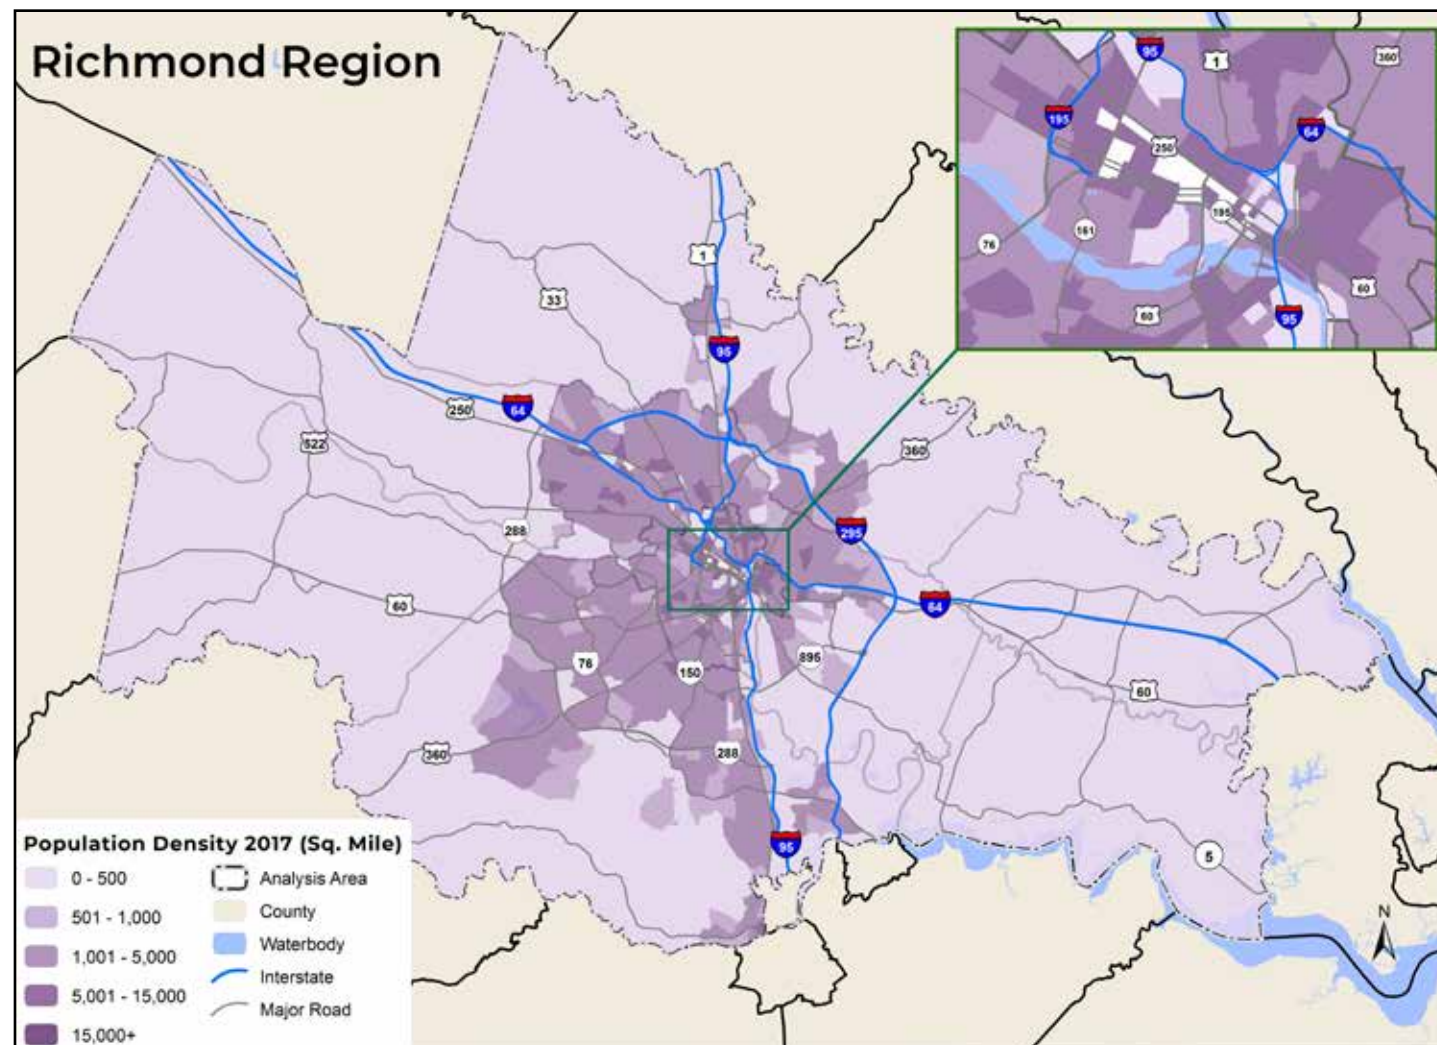 Richmond Region
95
1
360
195
64
250
195
76
161
60
60
95
1
33
95
64
250
522
360
288
295
60
64
76
150
895
60
360
288
95
5
Population Density 2017 (Sq. Mile)
0 - 500
501 - 1,000
1,001 - 5,000
5,001 - 15,000
15,000+
Analysis Area
County
Waterbody
Interstate
Major Road
N